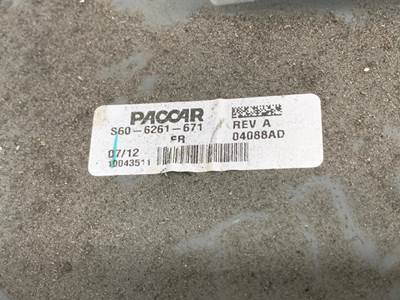 PACCAR
S60-6261-671 REV A
FR 04088AD
07/12
10043511